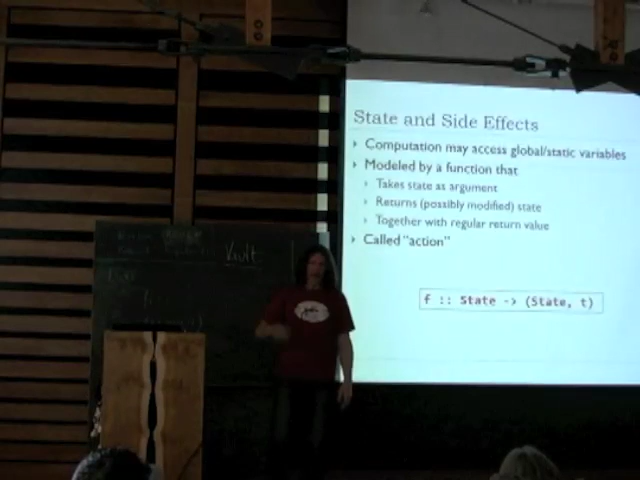 State and Side Effects
Computation may access global/static variables
Modeled by a function that
Takes state as argument
Returns (possibly modified) state
Together with regular return value
Called "action"
f :: State -> (State, t)
Vault